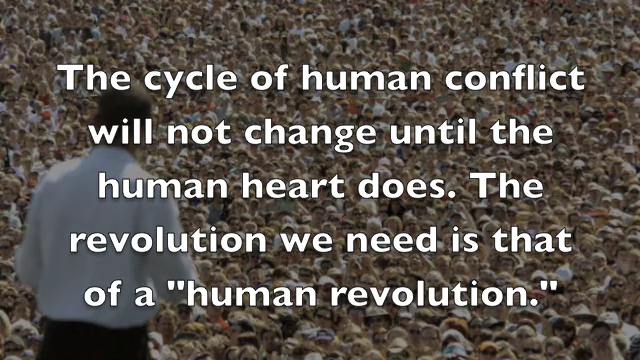 The cycle of human conflict
will not change until the
human heart does. The
revolution we need is that
of a "human revolution."